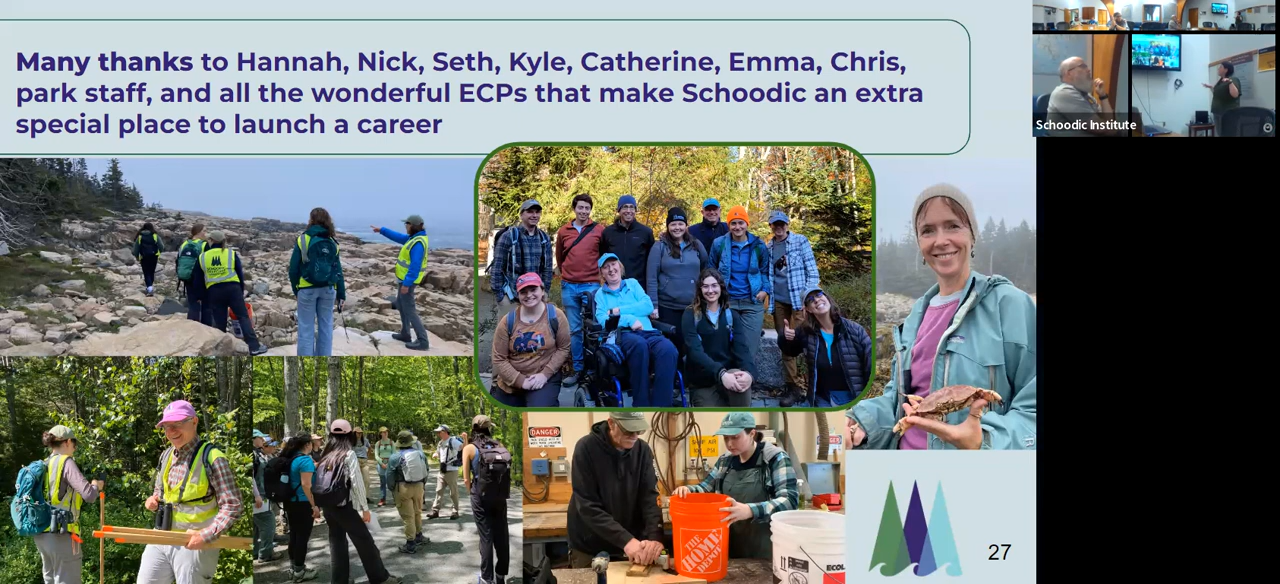 Many thanks to Hannah, Nick, Seth, Kyle, Catherine, Emma, Chris,
park staff, and all the wonderful ECPs that make Schoodic an extra
special place to launch a career
Schoodic Institute
DANGER
THE
HOME
DEPOT
27